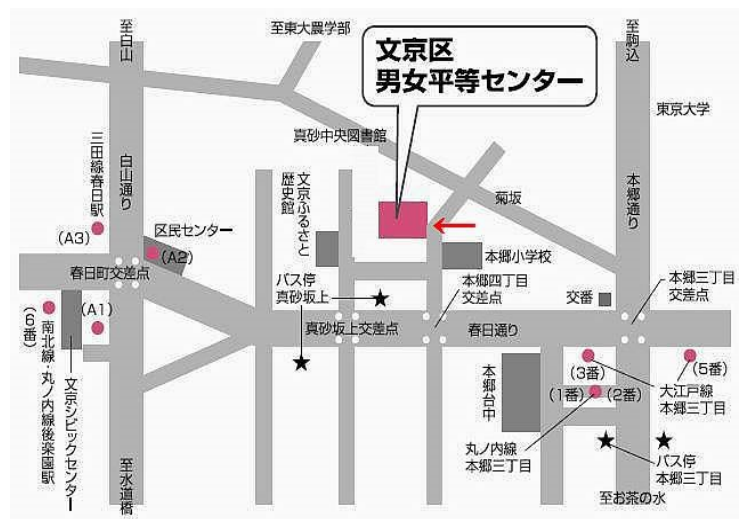 至白山
至東大農学部
文京区
男女平等センター
至駒込
東京大学
真砂中央図書館
三田線春日駅
白山通り
文京ふるさと
歴史館
菊坂
本郷通り
(A3)
区民センター
(A2)
本郷小学校
春日町交差点
バス停
真砂坂上
本郷四丁目
交差点
交番
本郷三丁目
交差点
(A1)
(6番)
南北線・丸ノ内線後楽園駅
文京シビックセンター
真砂坂上交差点
春日通り
本郷台中
(3番)
(5番)
(1番)
(2番)
大江戸線
本郷三丁目
丸ノ内線
本郷三丁目
バス停
本郷三丁目
至水道橋
至お茶の水